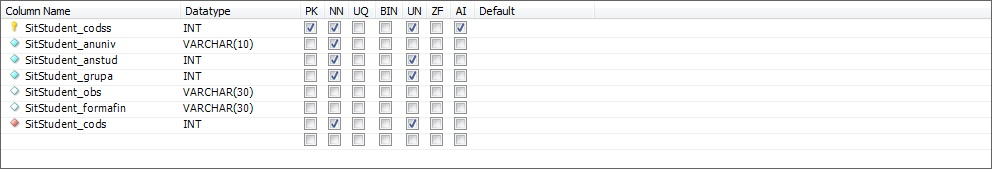 Column Name Datatype PK NN UQ BIN UN ZF AI Default
SitStudent_codss INT
SitStudent_anuniv VARCHAR(10)
SitStudent_anstud INT
SitStudent_grupa INT
SitStudent_obs VARCHAR(30)
SitStudent_formafin VARCHAR(30)
SitStudent_cods INT